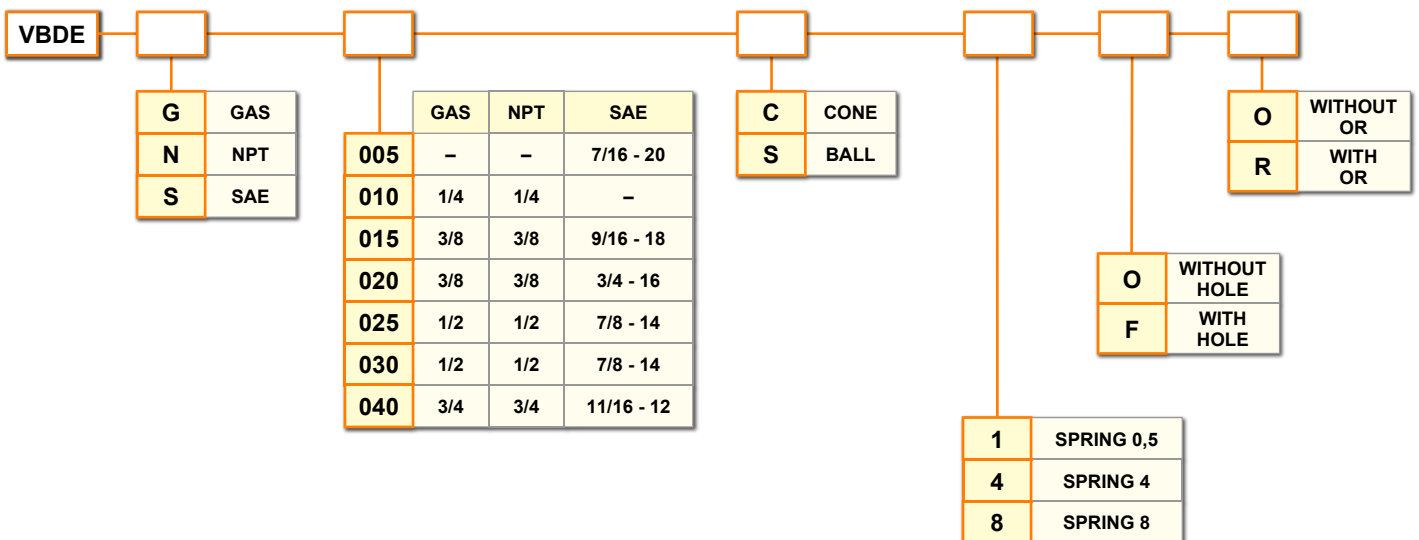 VBDE
G GAS
N NPT
S SAE
GAS NPT SAE
005 – – 7/16 - 20
010 1/4 1/4 –
015 3/8 3/8 9/16 - 18
020 3/8 3/8 3/4 - 16
025 1/2 1/2 7/8 - 14
030 1/2 1/2 7/8 - 14
040 3/4 3/4 11/16 - 12
C CONE
S BALL
1 SPRING 0,5
4 SPRING 4
8 SPRING 8
O WITHOUT
HOLE
F WITH
HOLE
O WITHOUT
OR
R WITH
OR